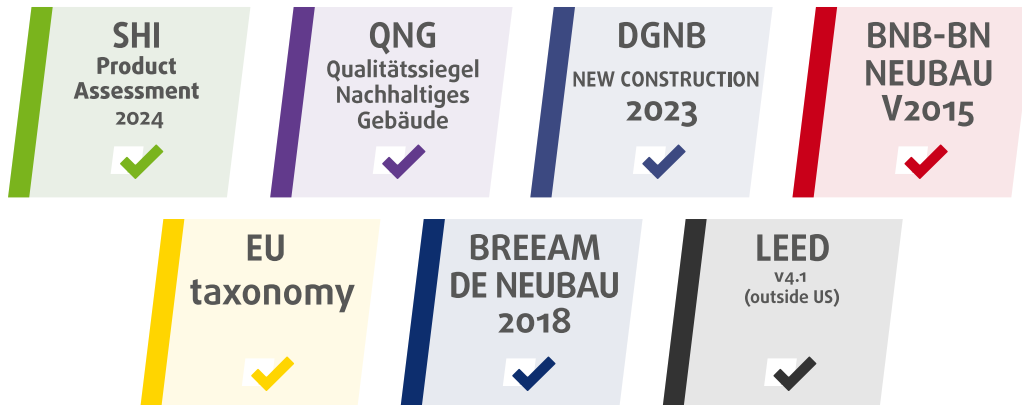 SHI
Product
Assessment
2024
QNG
Qualitätssiegel
Nachhaltiges
Gebäude
DGNB
NEW CONSTRUCTION
2023
BNB-BN
NEUBAU
V2015
EU
taxonomy
BREEAM
DE NEUBAU
2018
LEED
v4.1
(outside US)